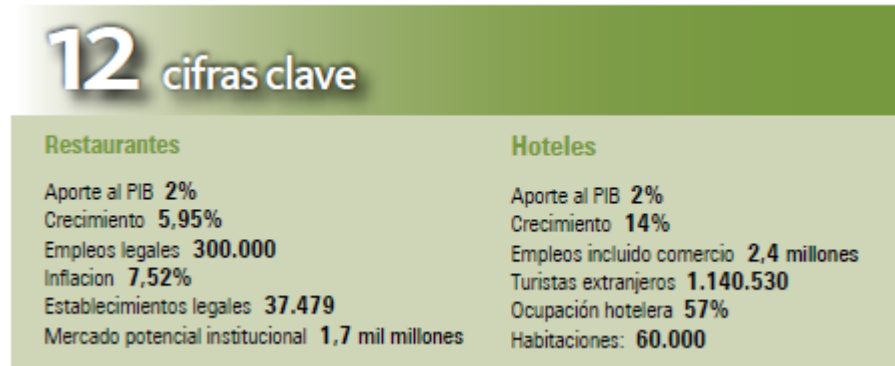 12 cifras clave
Restaurantes
Aporte al PIB 2%
Crecimiento 5,95%
Empleos legales 300.000
Inflacion 7,52%
Establecimientos legales 37.479
Mercado potencial institucional 1,7 mil millones
Hoteles
Aporte al PIB 2%
Crecimiento 14%
Empleos incluido comercio 2,4 millones
Turistas extranjeros 1.140.530
Ocupación hotelera 57%
Habitaciones: 60.000